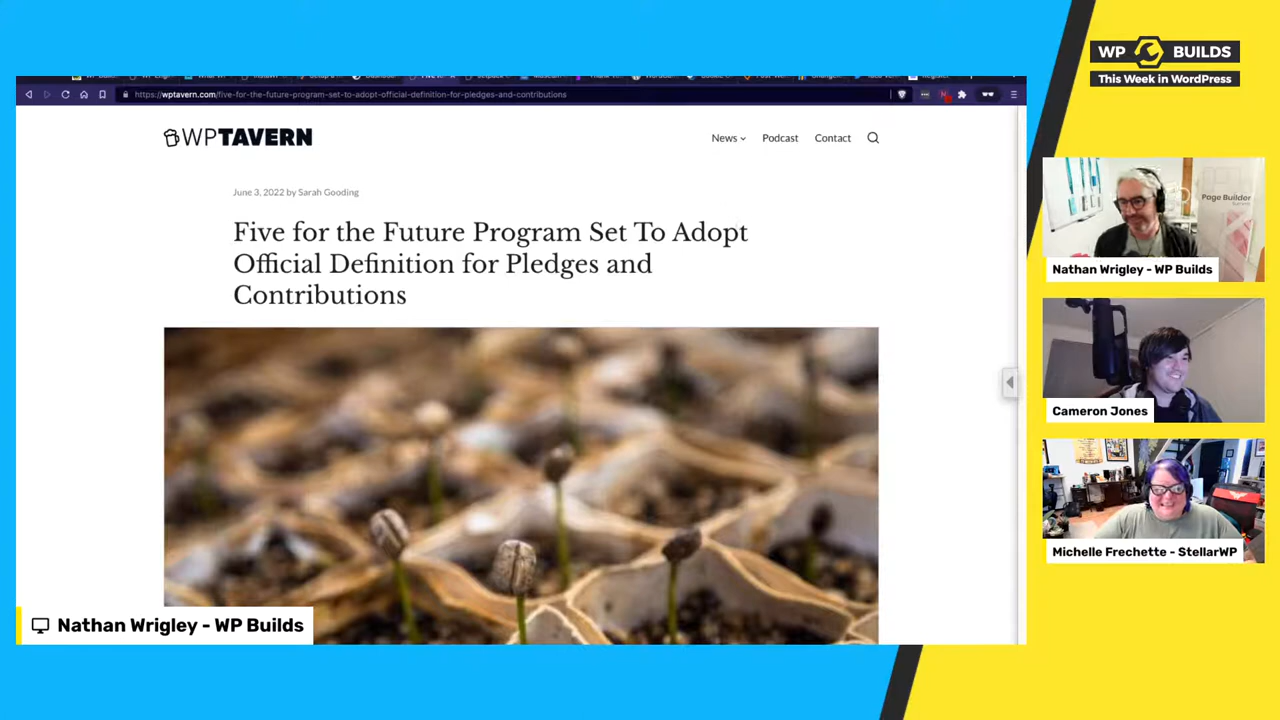 https://wptavern.com/five-for-the-future-program-set-to-adopt-official-definition-for-pledges-and-contributions
WPTAVERN
News
Podcast
Contact
June 3, 2022 by Sarah Gooding
Five for the Future Program Set To Adopt
Official Definition for Pledges and
Contributions
Nathan Wrigley - WP Builds
WP BUILDS
This Week in WordPress
Page Builder
Summit
Nathan Wrigley - WP Builds
Cameron Jones
Michelle Frechette - StellarWP